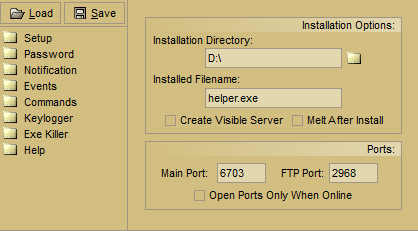 Load Save
Setup
Password
Notification
Events
Commands
Keylogger
Exe Killer
Help
Installation Options:
Installation Directory:
D:\
Installed Filename:
helper.exe
Create Visible Server Melt After Install
Ports:
Main Port: 6703 FTP Port: 2968
Open Ports Only When Online